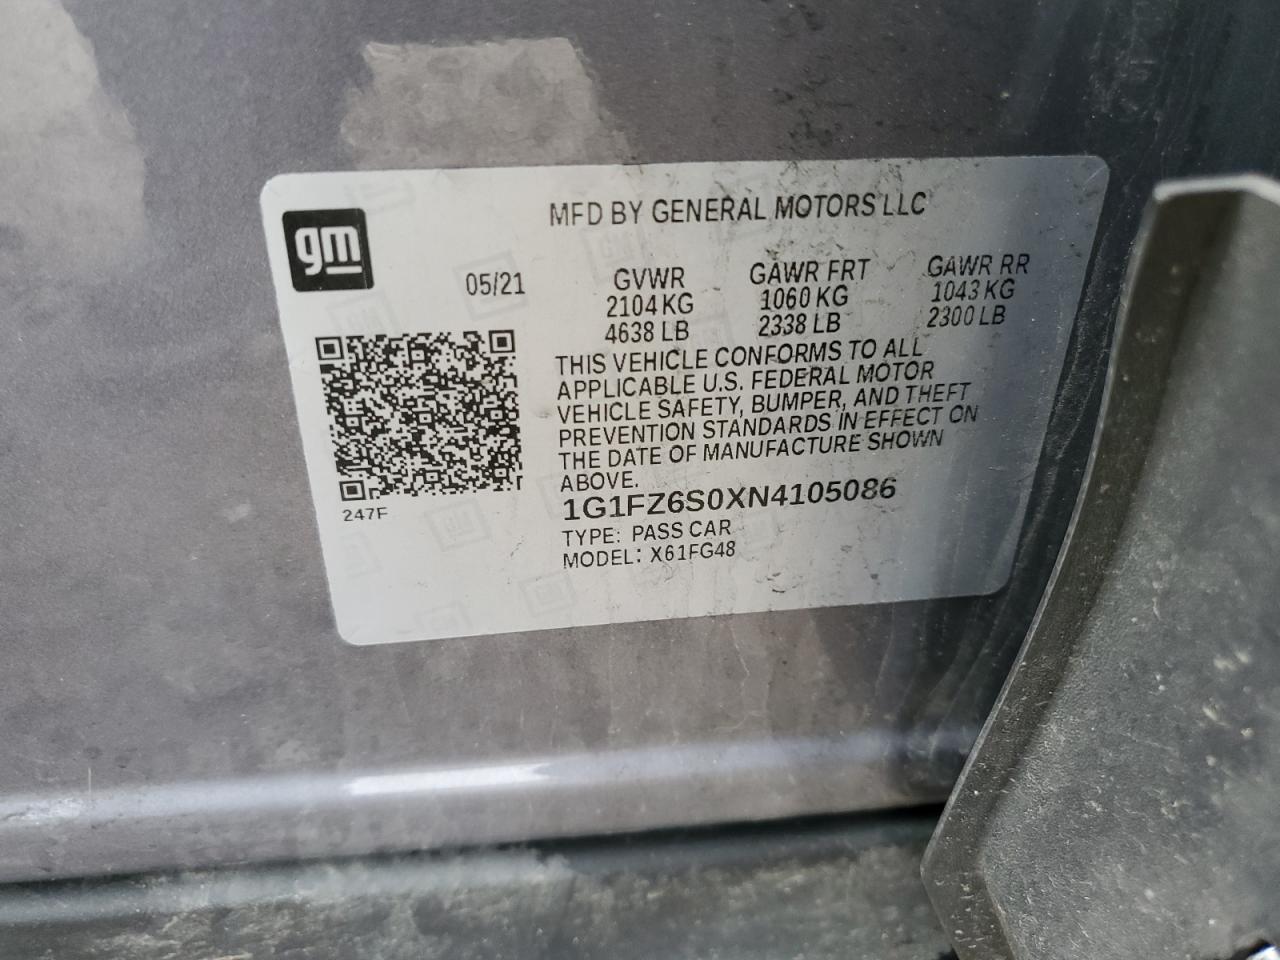 gm
MFD BY GENERAL MOTORS LLC
05/21
GVWR
2104 KG
4638 LB
GAWR FRT
1060 KG
2338 LB
GAWR RR
1043 KG
2300 LB
THIS VEHICLE CONFORMS TO ALL
APPLICABLE U.S. FEDERAL MOTOR
VEHICLE SAFETY, BUMPER, AND THEFT
PREVENTION STANDARDS IN EFFECT ON
THE DATE OF MANUFACTURE SHOWN
ABOVE.
1G1FZ6S0XN4105086
TYPE: PASS CAR
MODEL: X61FG48
247F